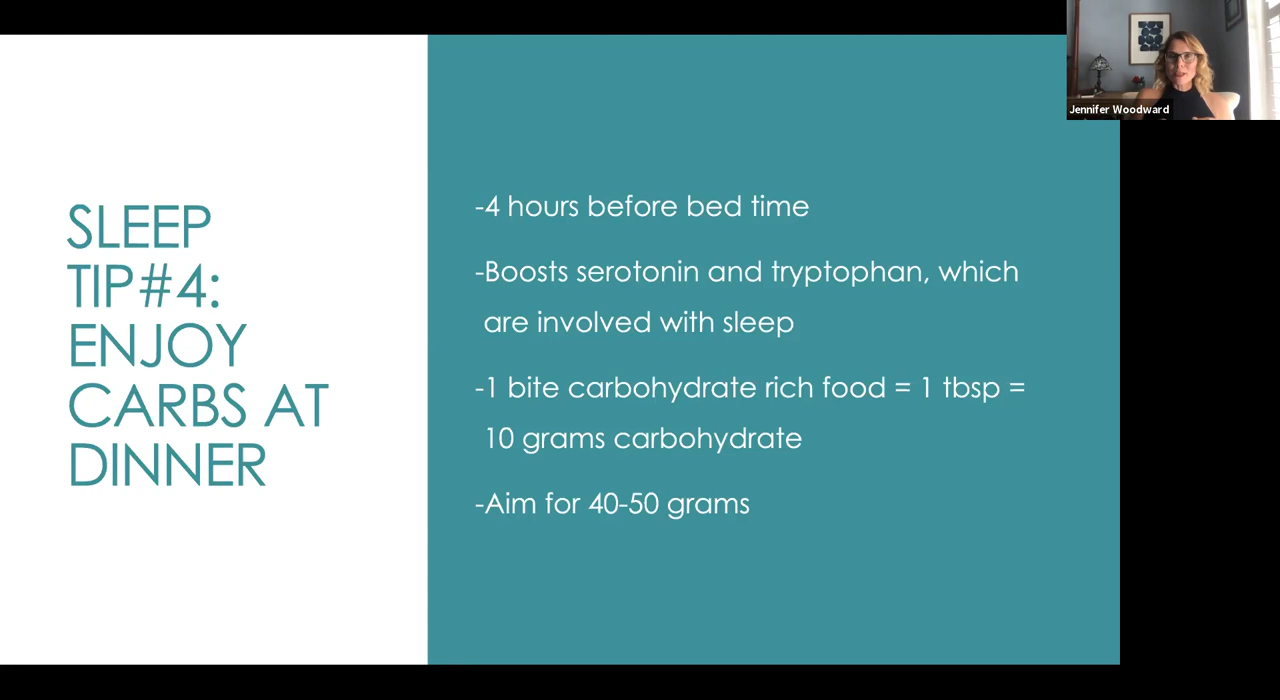 SLEEP
TIP#4:
ENJOY
CARBS AT
DINNER
-4 hours before bed time
-Boosts serotonin and tryptophan, which
are involved with sleep
-1 bite carbohydrate rich food = 1 tbsp =
10 grams carbohydrate
-Aim for 40-50 grams
Jennifer Woodward